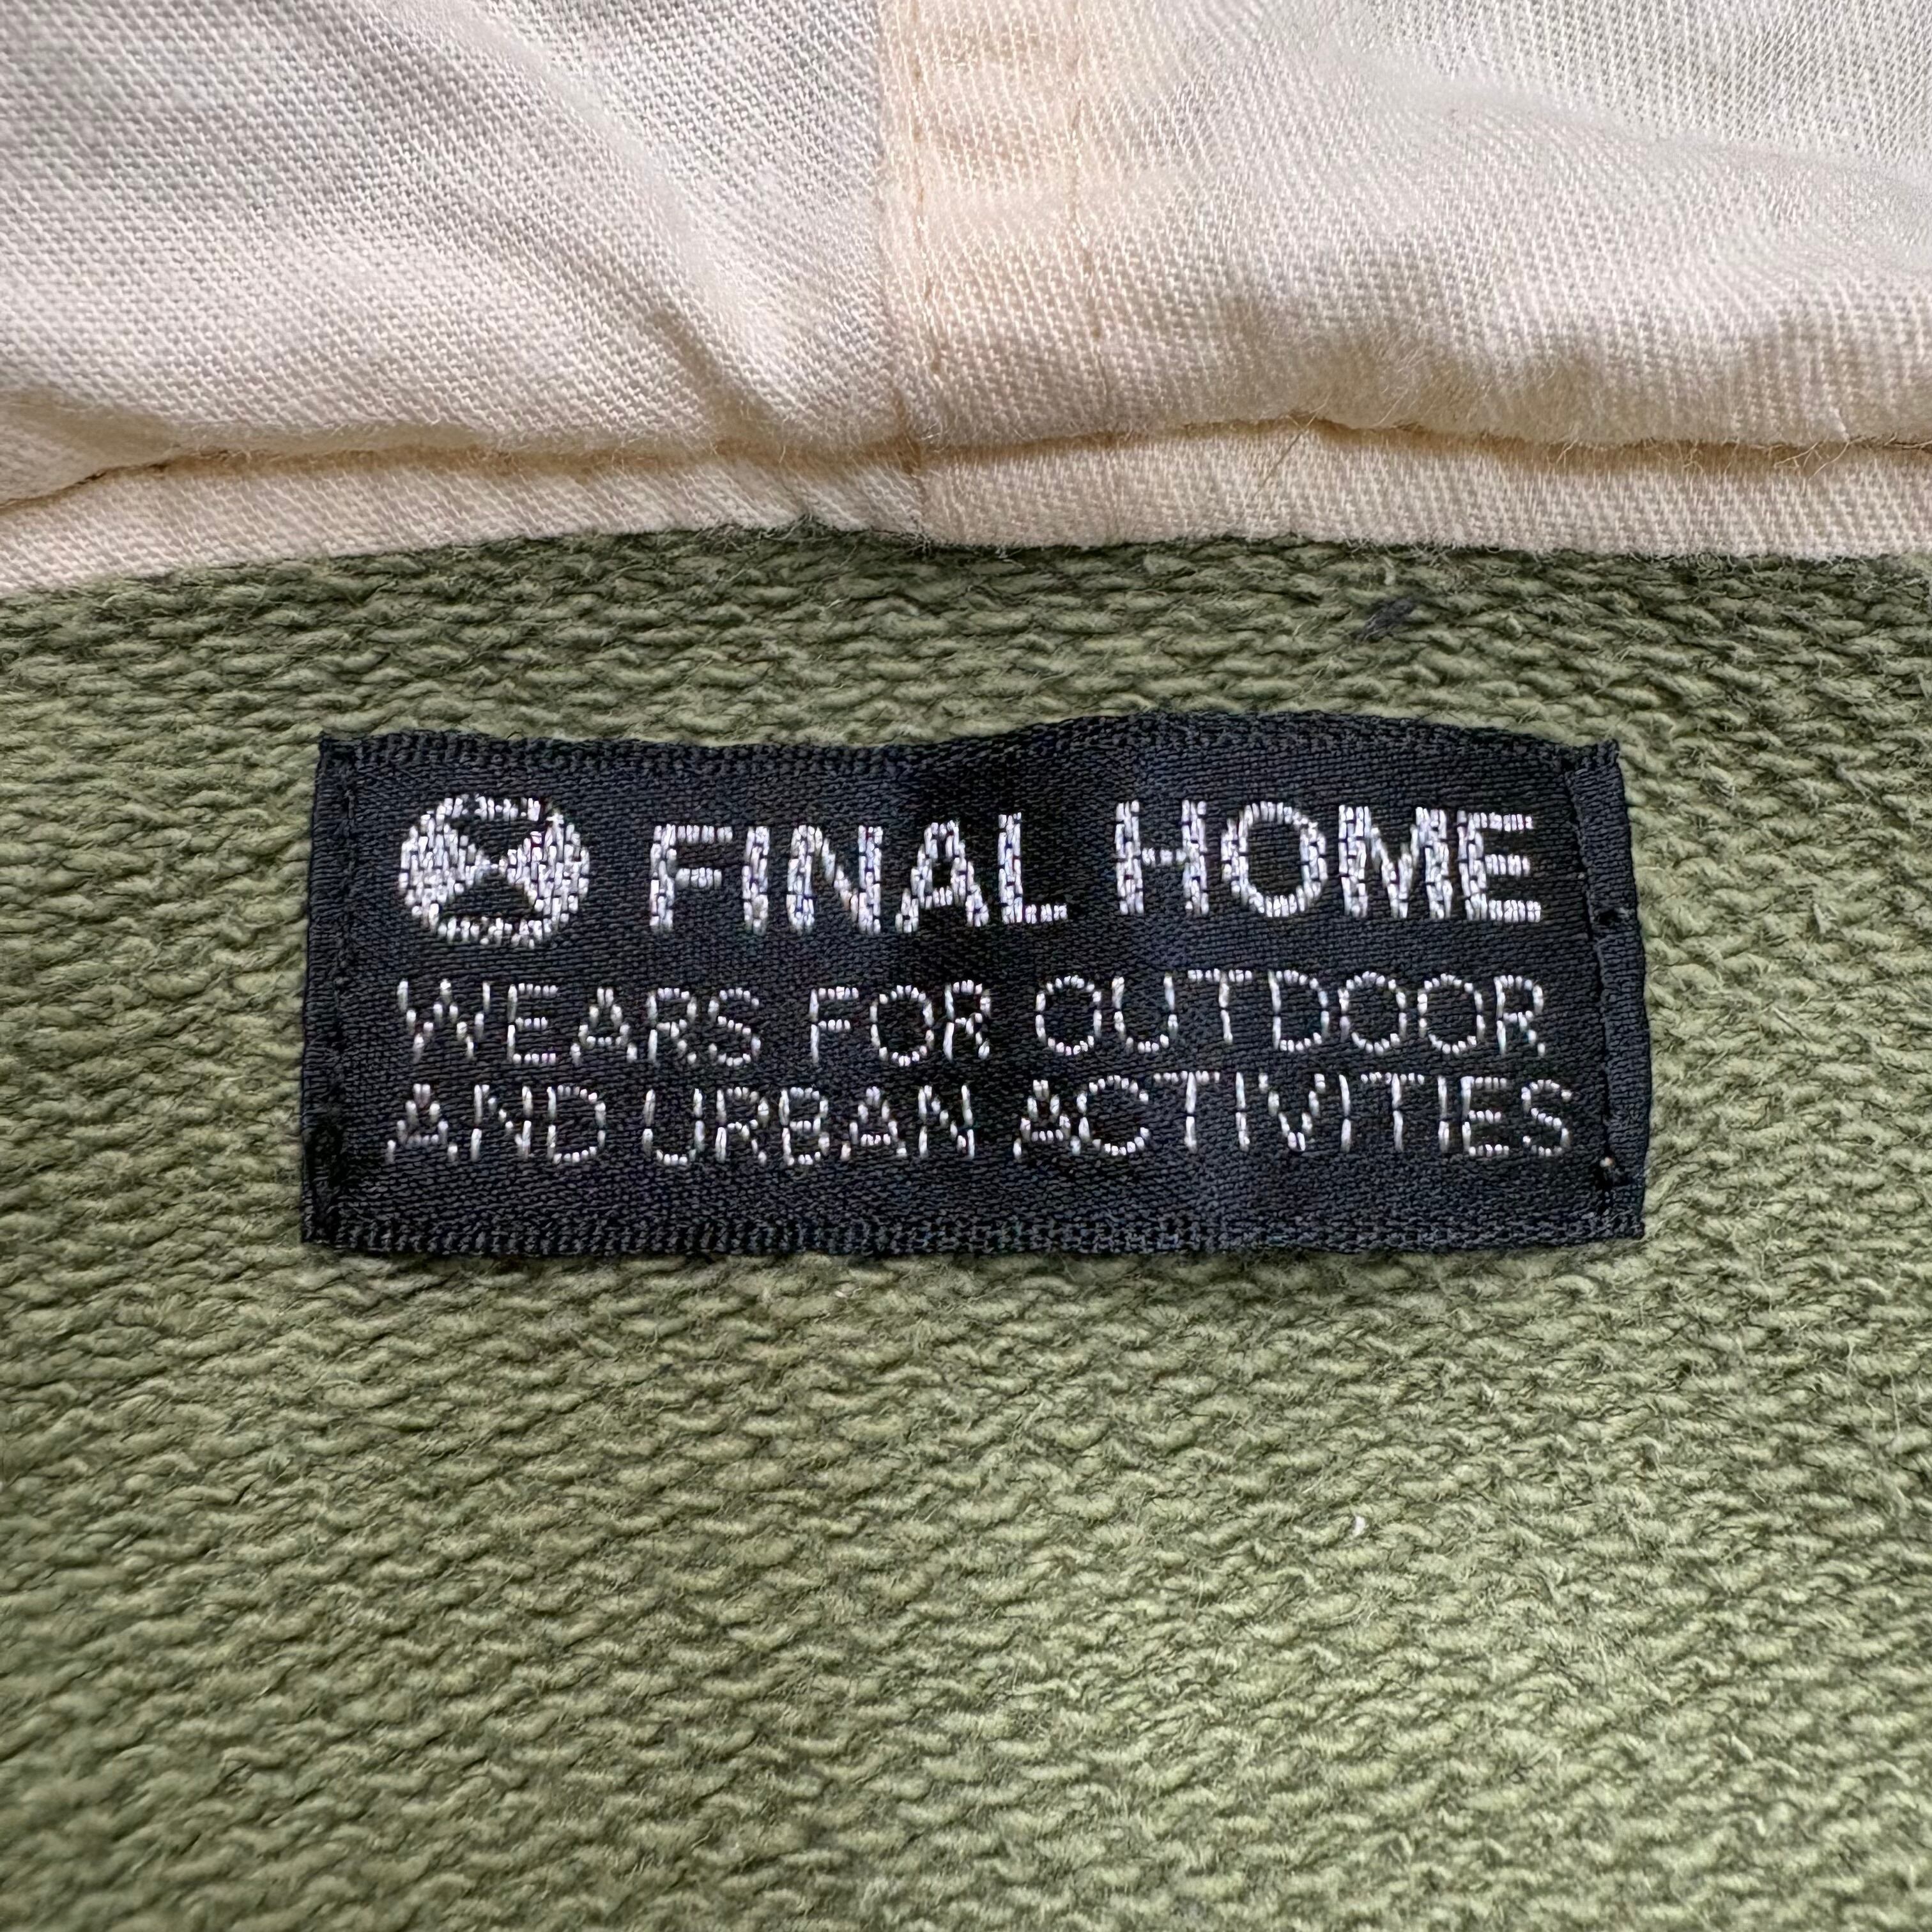 FINAL HOME
WEARS FOR OUTDOOR
AND URBAN ACTIVITIES